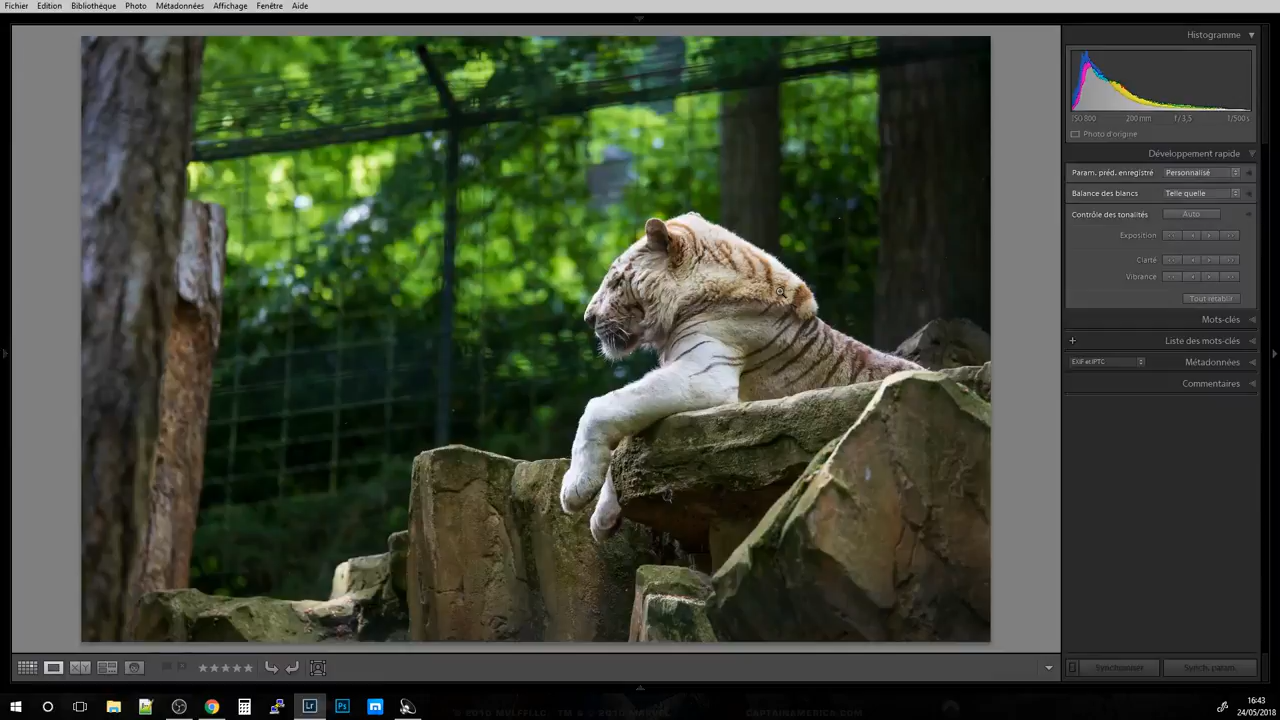 Fichier Edition Bibliothèque Photo Métadonnées Affichage Fenêtre Aide
Histogramme
ISO 800 200 mm f / 3,5 1/500s
Photo d'origine
Développement rapide
Param. préd. enregistré Personnalisé
Balance des blancs Telle quelle
Contrôle des tonalités Auto
Exposition
Clarté
Vibrance
Tout rétablir
Mots-clés
+ Liste des mots-clés
EXIF et IPTC Métadonnées
Commentaires
X Y
Synchroniser Synch. param.
Lr Ps
16:43
24/05/2018